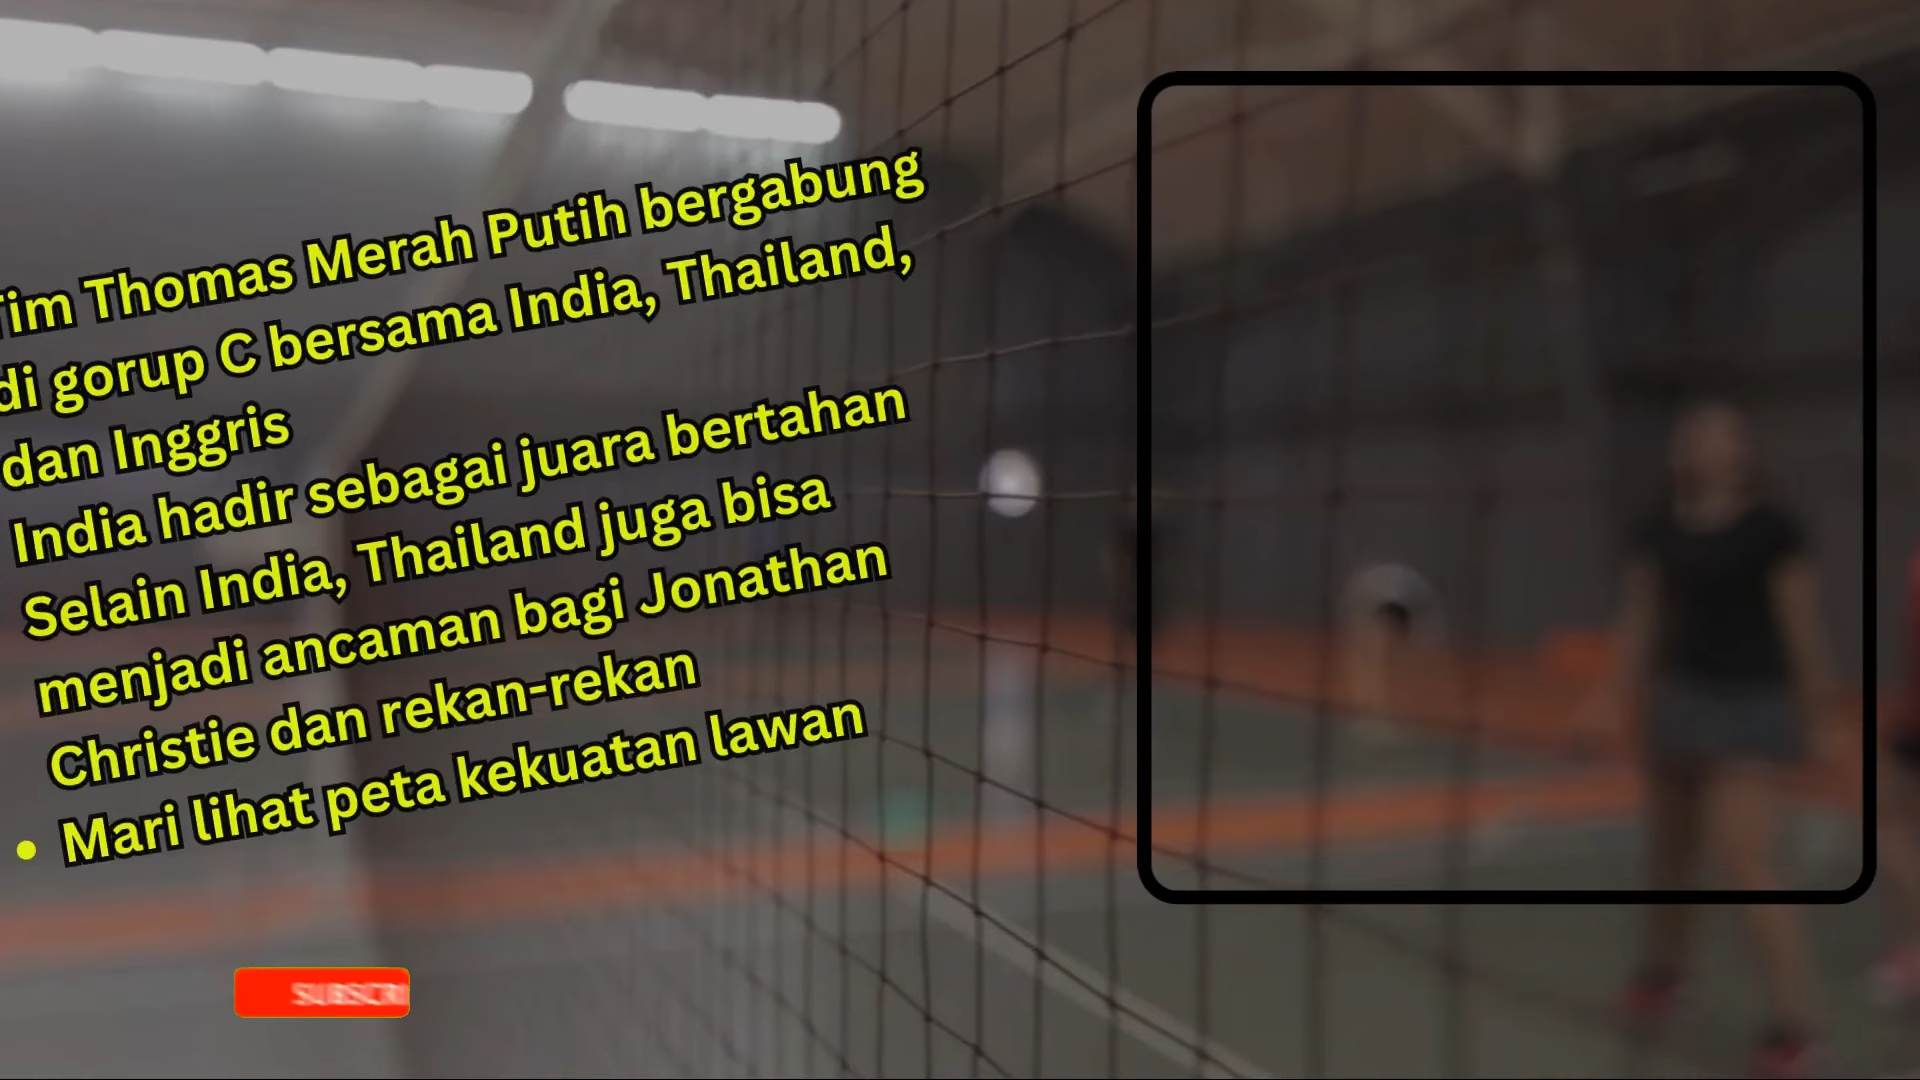 Thomas Merah Putih bergabung
di gorup C bersama India, Thailand,
dan Inggris
India hadir sebagai juara bertahan
Selain India, Thailand juga bisa
menjadi ancaman bagi Jonathan
Christie dan rekan-rekan
• Mari lihat peta kekuatan lawan